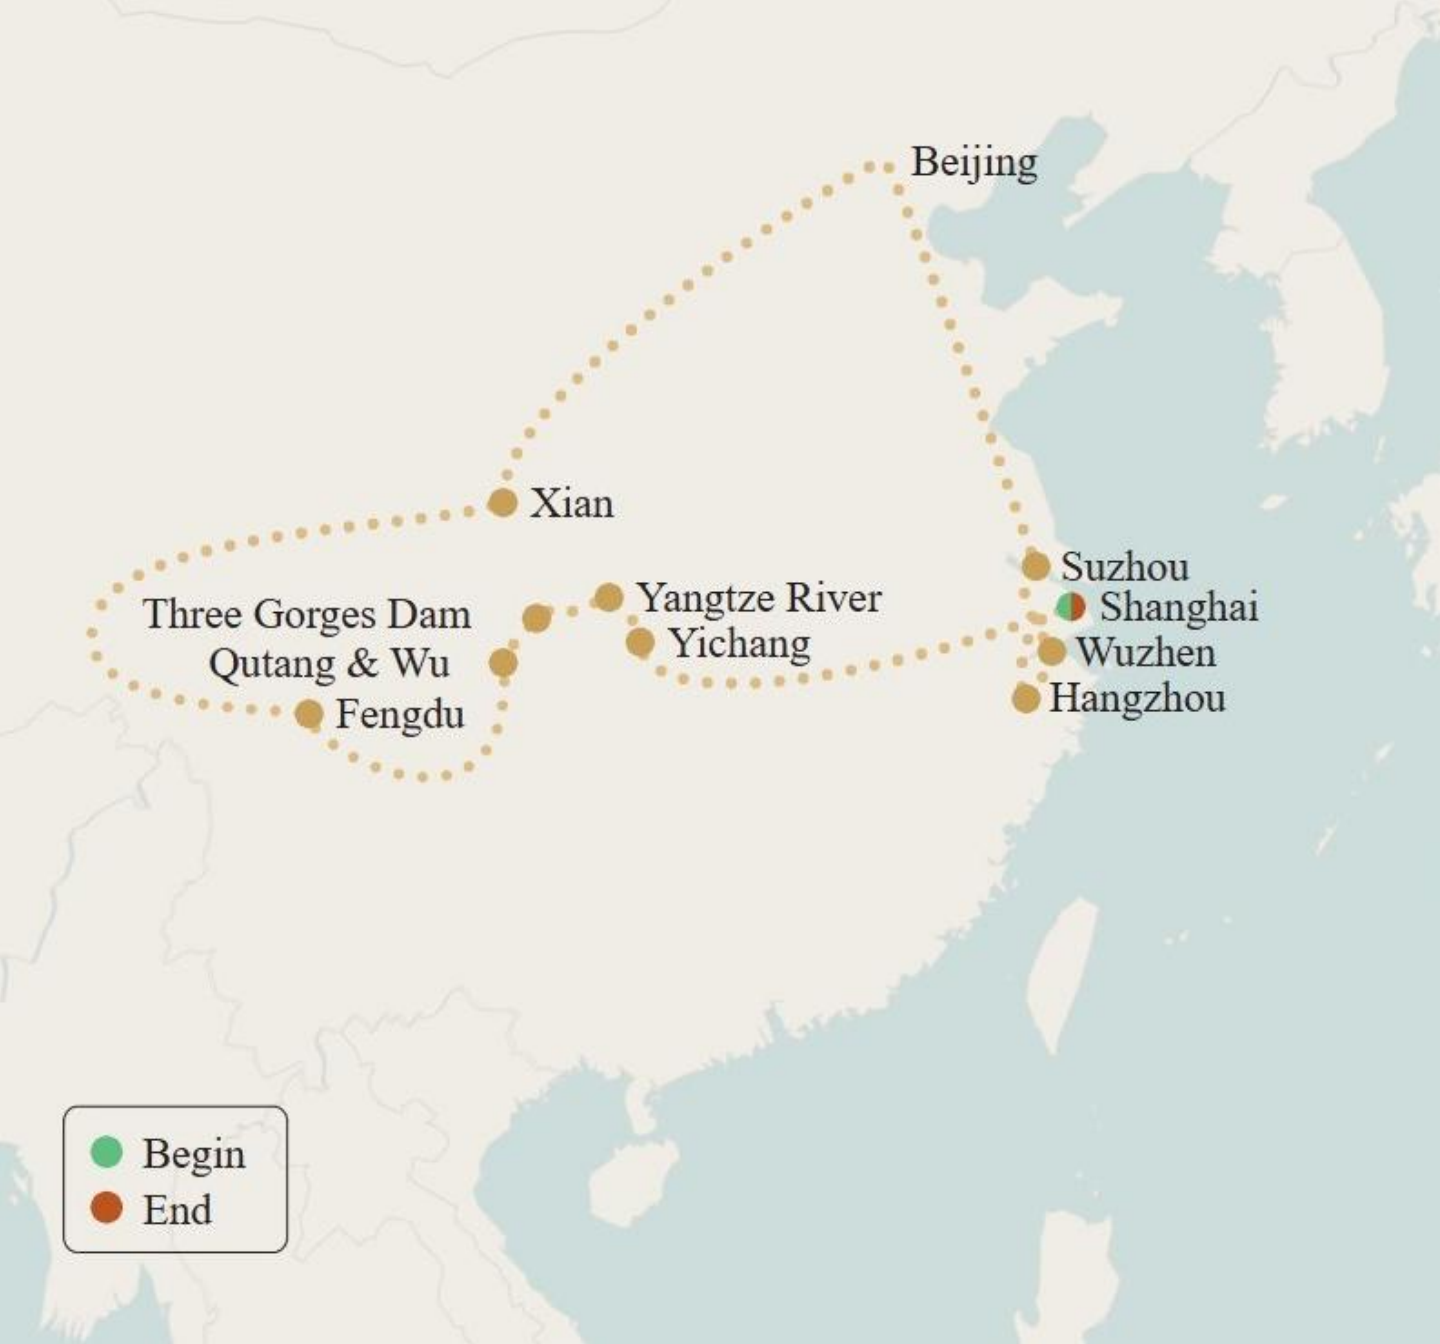 Beijing
Xian
Suzhou
Yangtze River
Shanghai
Three Gorges Dam
Yichang
Wuzhen
Qutang & Wu
Hangzhou
Fengdu
Begin
End